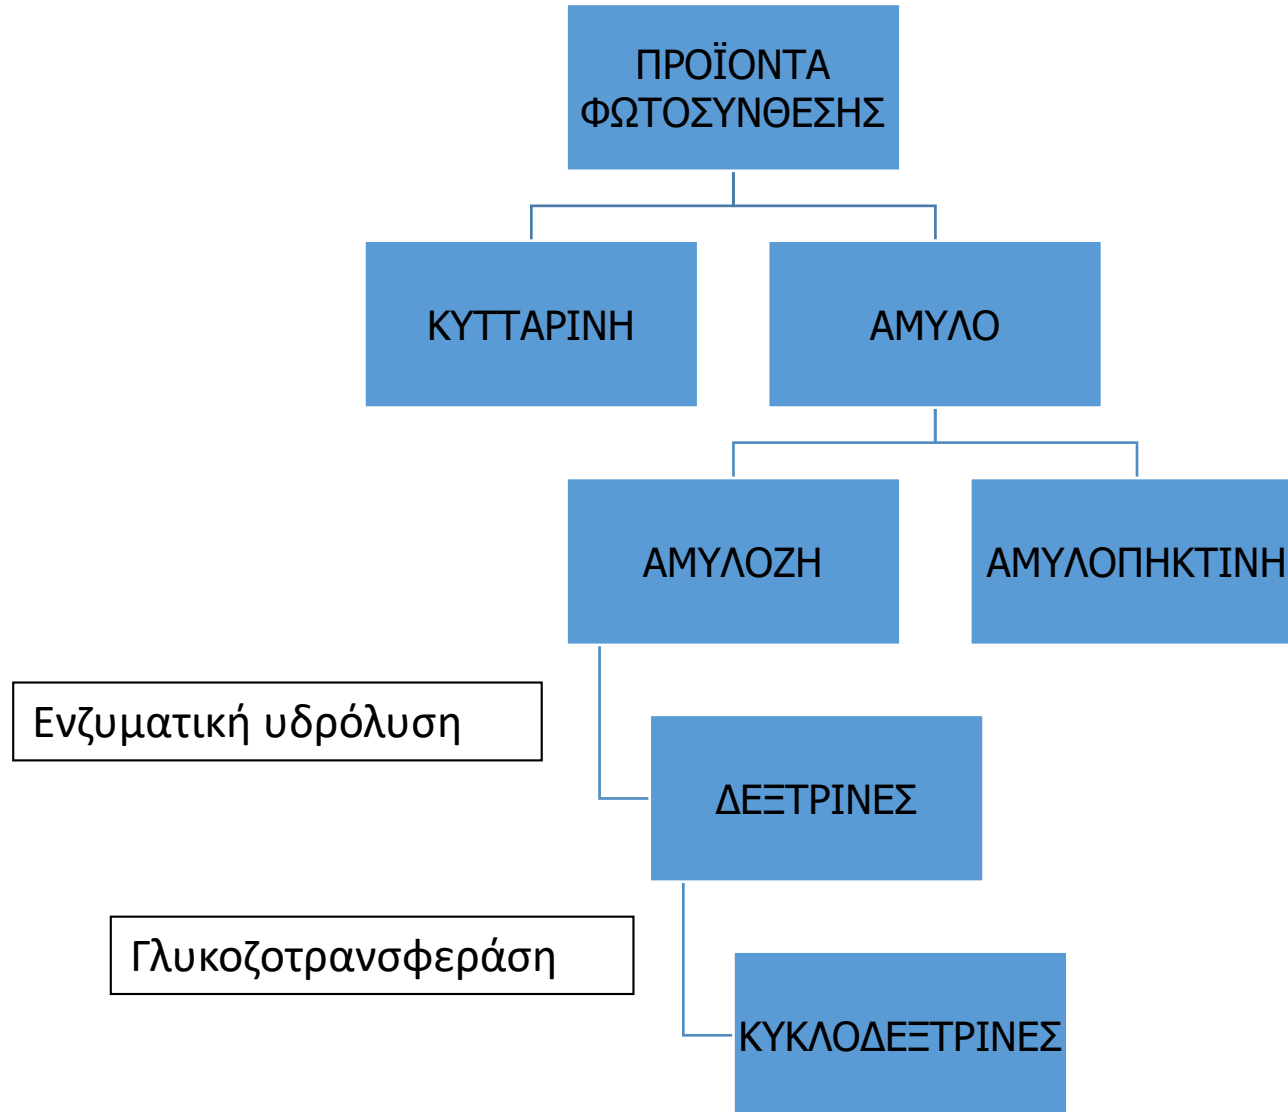 ΠΡΟΪΟΝΤΑ
ΦΩΤΟΣΥΝΘΕΣΗΣ
ΚΥΤΤΑΡΙΝΗ
ΑΜΥΛΟ
ΑΜΥΛΟΖΗ
ΑΜΥΛΟΠΗΚΤΙΝΗ
Ενζυματική υδρόλυση
ΔΕΞΤΡΙΝΕΣ
Γλυκοζοτρανσφεράση
ΚΥΚΛΟΔΕΞΤΡΙΝΕΣ